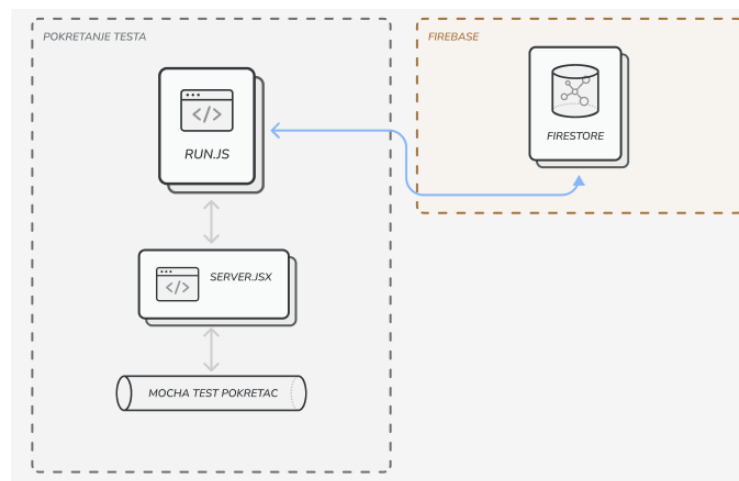 POKRETANJE TESTA
FIREBASE
RUN.JS
FIRESTORE
SERVER.JSX
MOCHA TEST POKRETAC